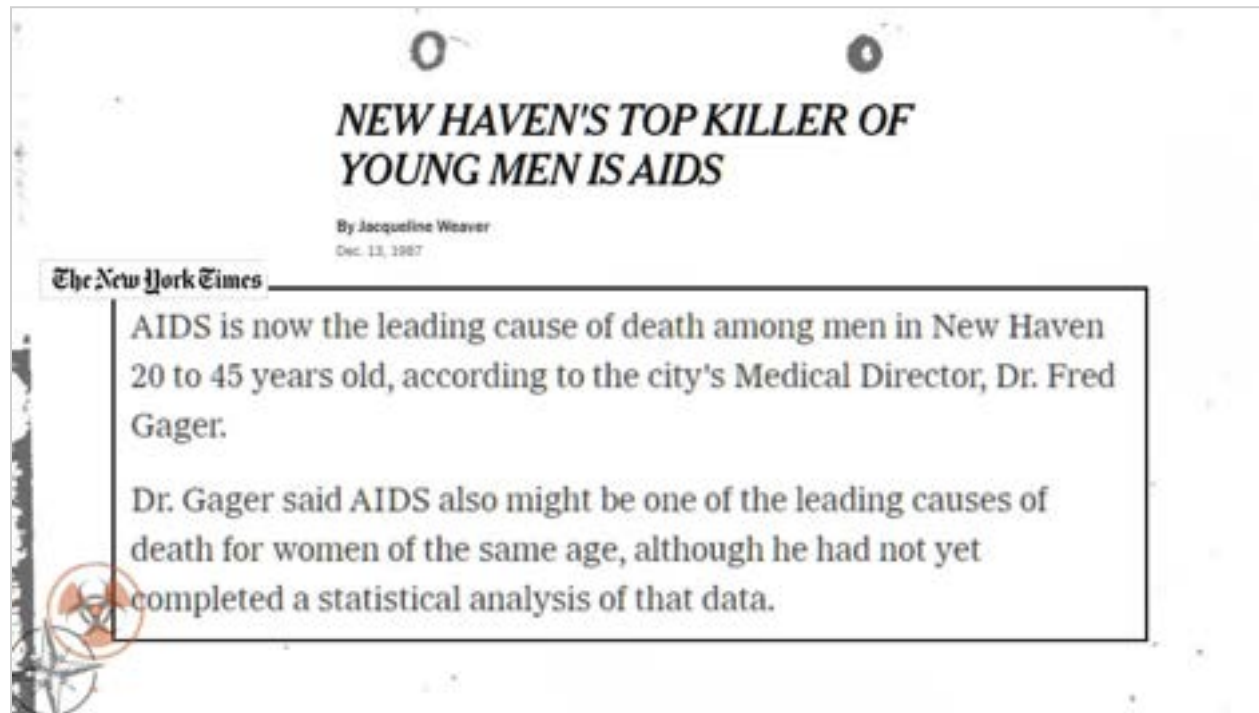 NEW HAVEN'S TOP KILLER OF
YOUNG MEN IS AIDS
By Jacqueline Weaver
Dec. 13, 1987
The New York Times
AIDS is now the leading cause of death among men in New Haven
20 to 45 years old, according to the city's Medical Director, Dr. Fred
Gager.
Dr. Gager said AIDS also might be one of the leading causes of
death for women of the same age, although he had not yet
completed a statistical analysis of that data.